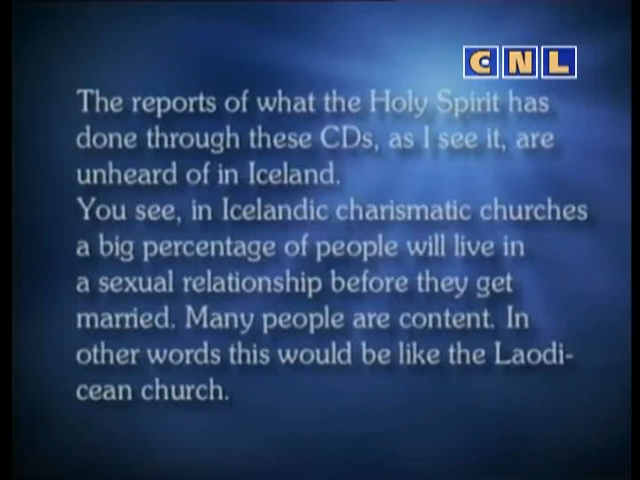 CNL
The reports of what the Holy Spirit has
done through these CDs, as I see it, are
unheard of in Iceland.
You see, in Icelandic charismatic churches
a big percentage of people will live in
a sexual relationship before they get
married. Many people are content. In
other words this would be like the Laodi-
cean church.